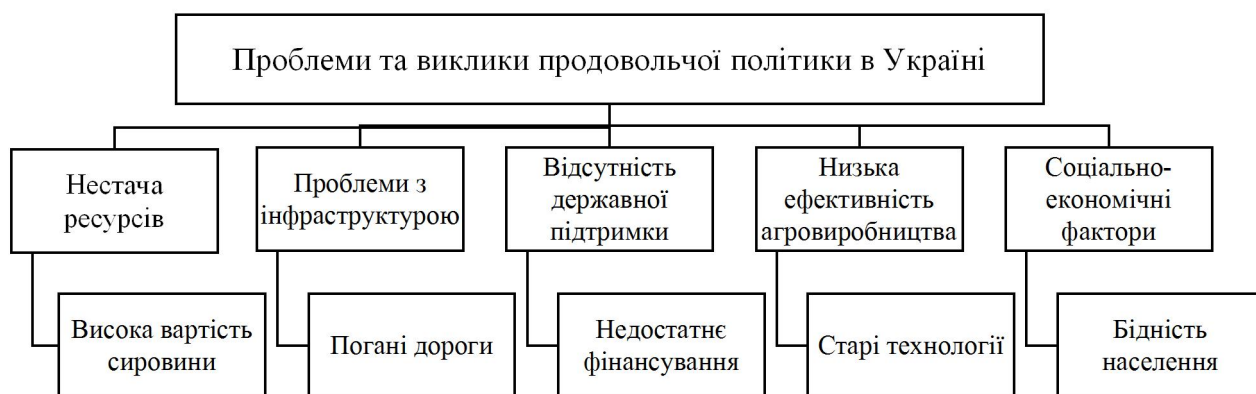 Проблеми та виклики продовольчої політики в Україні
Нестача
ресурсів
Проблеми з
інфраструктурою
Відсутність
державної
підтримки
Низька
ефективність
агровиробництва
Соціально-
економічні
фактори
Висока вартість
сировини
Погані дороги
Недостатнє
фінансування
Старі технології
Бідність
населення